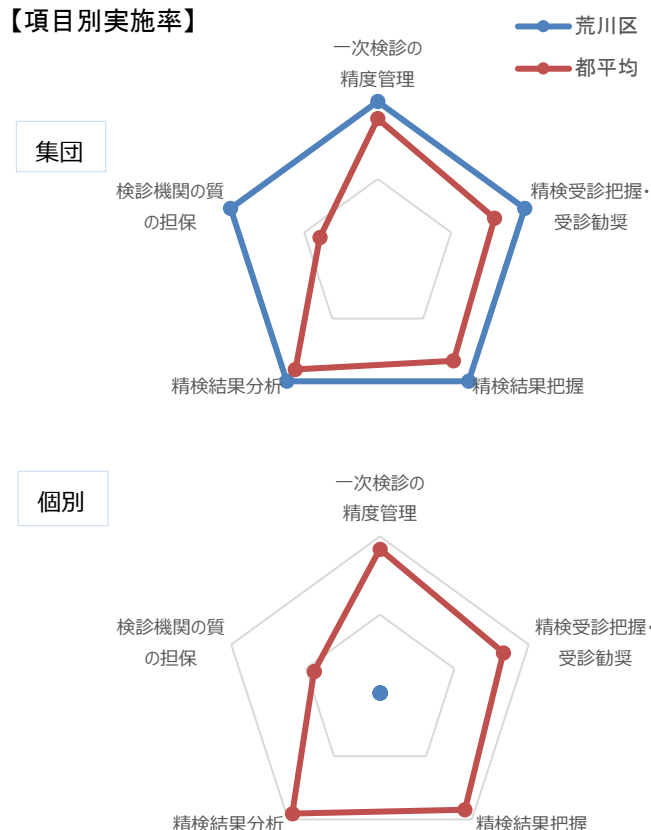 【項目別実施率】
荒川区
都平均
集団
一次検診の
精度管理
精検受診把握・
受診勧奨
精検結果把握
精検結果分析
検診機関の質
の担保
個別
一次検診の
精度管理
精検受診把握・
受診勧奨
精検結果把握
精検結果分析
検診機関の質
の担保